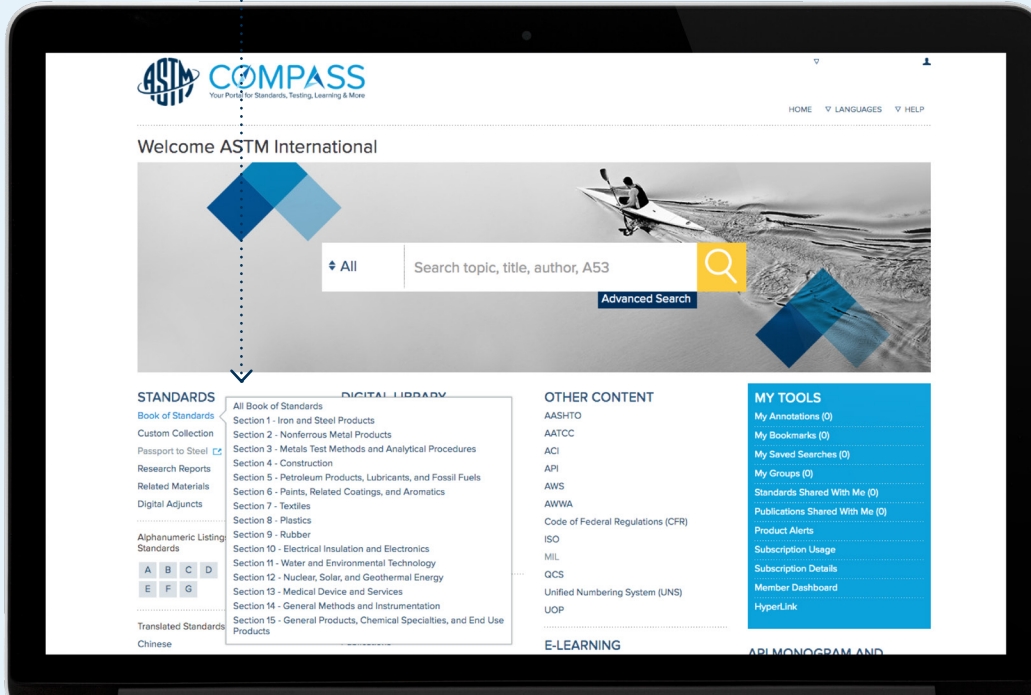 ASTM
COMPASS
Your Portal for Standards, Testing, Learning & More
HOME
LANGUAGES
HELP
Welcome ASTM International
All
Search topic, title, author, A53
Advanced Search
STANDARDS
Book of Standards
Custom Collection
Passport to Steel
Research Reports
Related Materials
Digital Adjuncts
Alphanumeric Listing
Standards
A B C D
E F G
Translated Standards
Chinese
DIGITAL LIBRARY
All Book of Standards
Section 1 - Iron and Steel Products
Section 2 - Nonferrous Metal Products
Section 3 - Metals Test Methods and Analytical Procedures
Section 4 - Construction
Section 5 - Petroleum Products, Lubricants, and Fossil Fuels
Section 6 - Paints, Related Coatings, and Aromatics
Section 7 - Textiles
Section 8 - Plastics
Section 9 - Rubber
Section 10 - Electrical Insulation and Electronics
Section 11 - Water and Environmental Technology
Section 12 - Nuclear, Solar, and Geothermal Energy
Section 13 - Medical Device and Services
Section 14 - General Methods and Instrumentation
Section 15 - General Products, Chemical Specialties, and End Use
Products
OTHER CONTENT
AASHTO
AATCC
ACI
API
AWS
AWWA
Code of Federal Regulations (CFR)
ISO
MIL
QCS
Unified Numbering System (UNS)
UOP
E-LEARNING
MY TOOLS
My Annotations (0)
My Bookmarks (0)
My Saved Searches (0)
My Groups (0)
Standards Shared With Me (0)
Publications Shared With Me (0)
Product Alerts
Subscription Usage
Subscription Details
Member Dashboard
HyperLink
API MONOGRAM AND